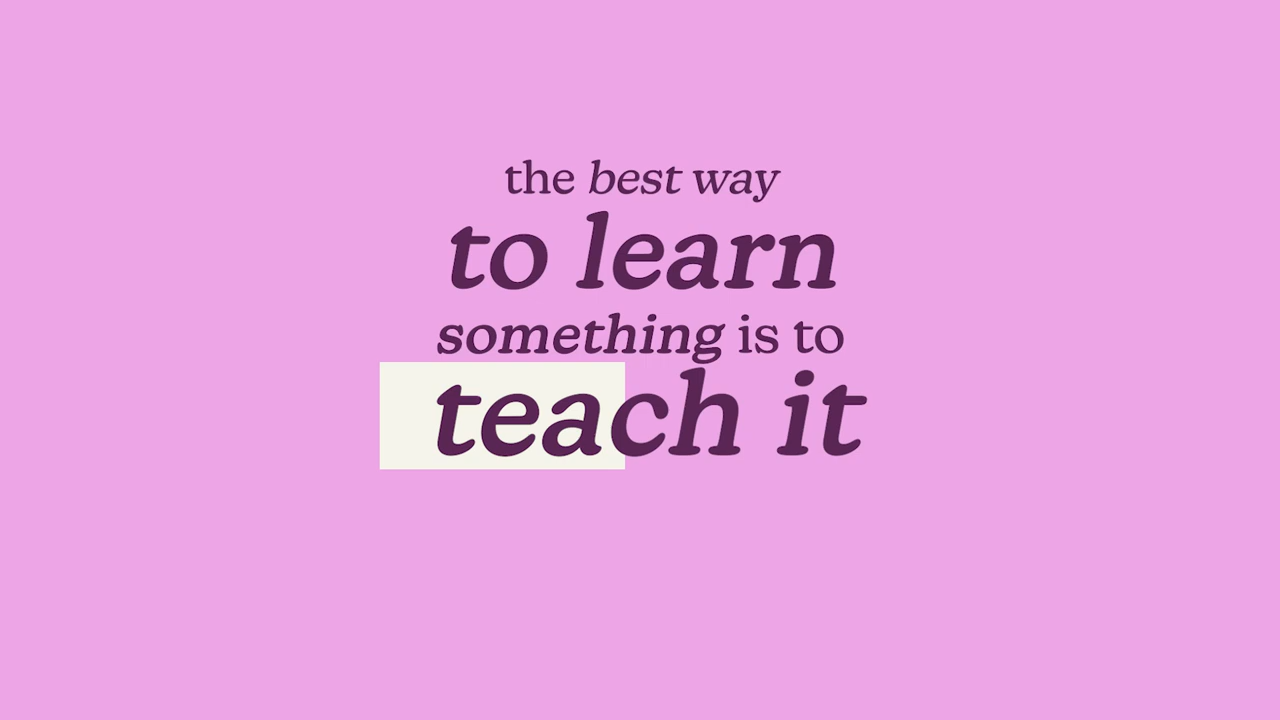 the best way
to learn
something is to
teach it